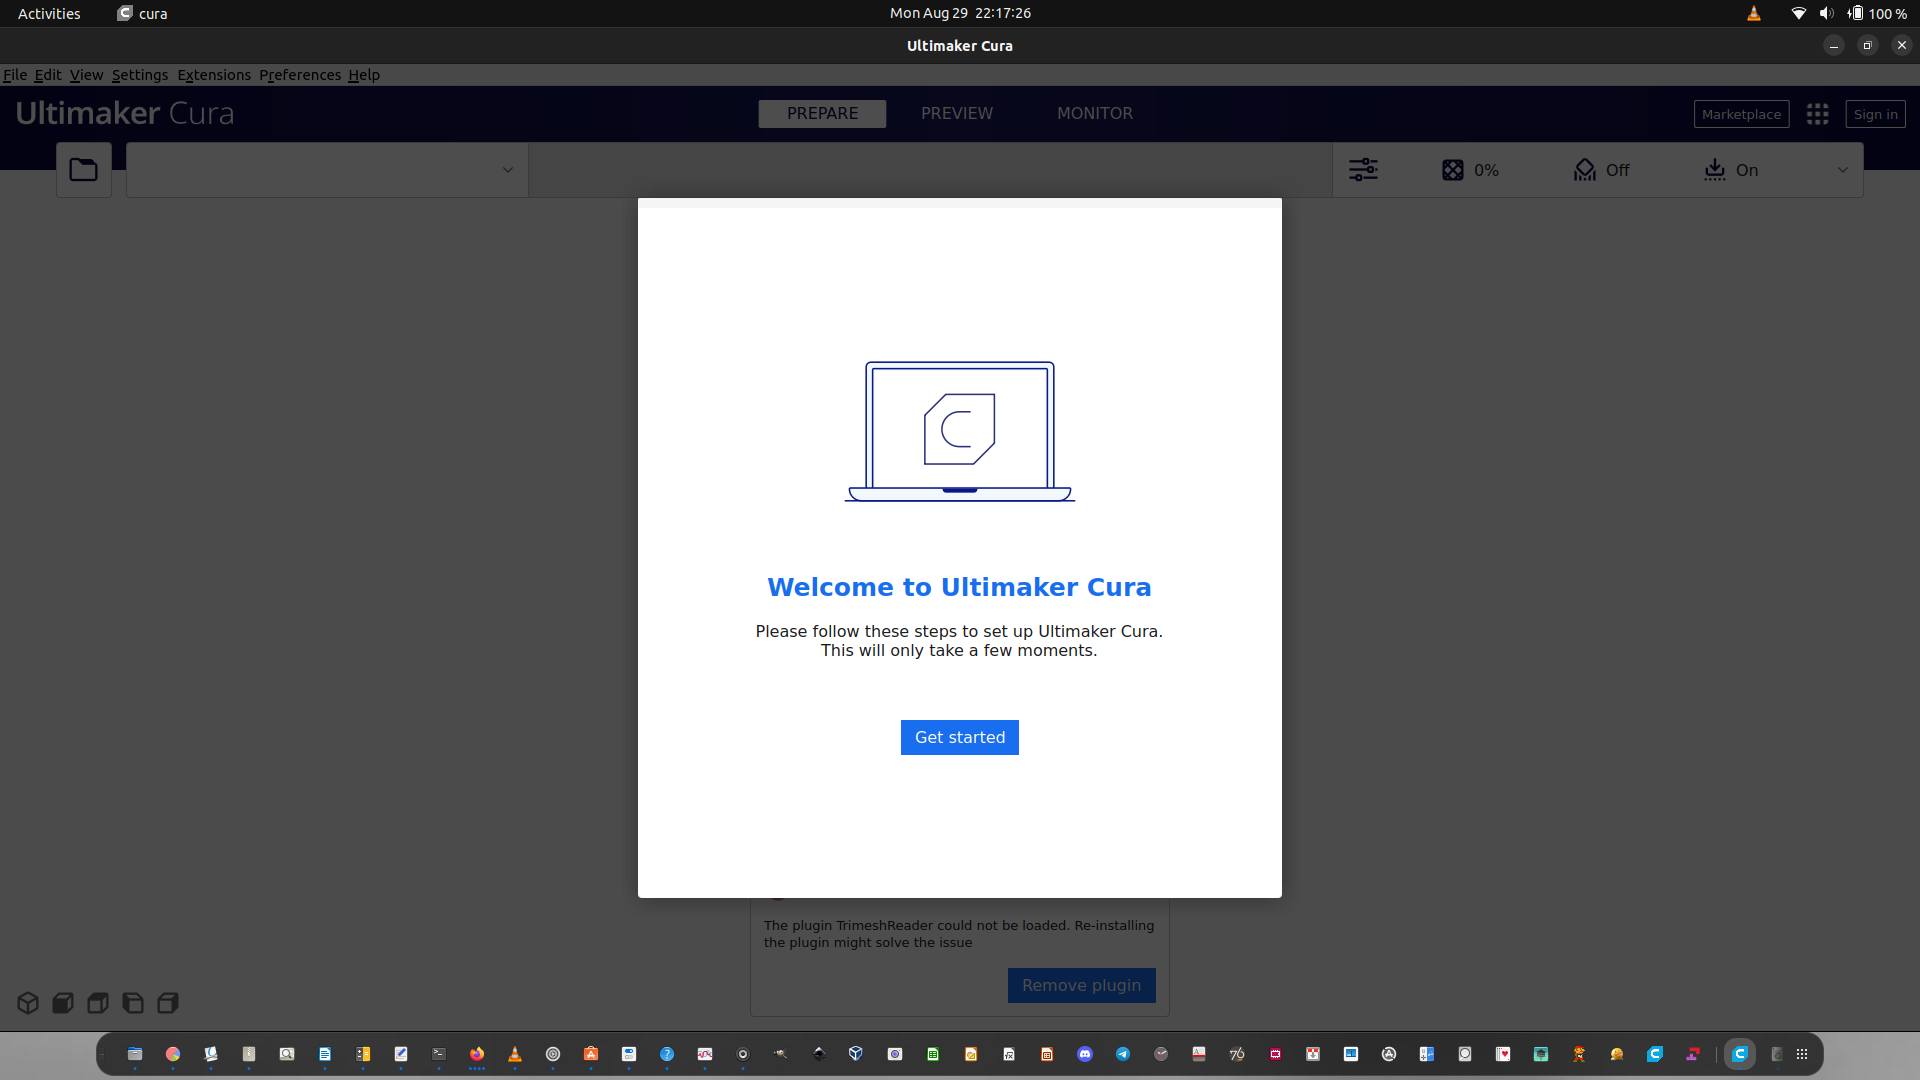 Activities
cura
Mon Aug 29 22:17:26
100 %
Ultimaker Cura
File Edit View Settings Extensions Preferences Help
Ultimaker Cura
PREPARE
PREVIEW
MONITOR
Marketplace
Sign in
0%
Off
On
Welcome to Ultimaker Cura
Please follow these steps to set up Ultimaker Cura.
This will only take a few moments.
Get started
The plugin TrimeshReader could not be loaded. Re-installing
the plugin might solve the issue
Remove plugin